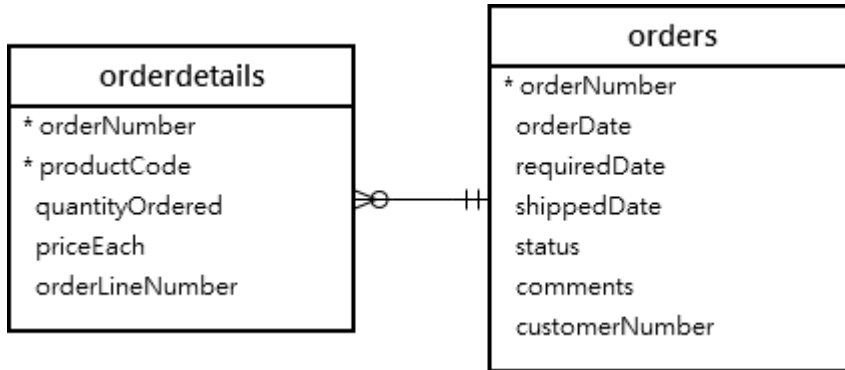 orderdetails
* orderNumber
* productCode
quantityOrdered
priceEach
orderLineNumber
orders
* orderNumber
orderDate
requiredDate
shippedDate
status
comments
customerNumber